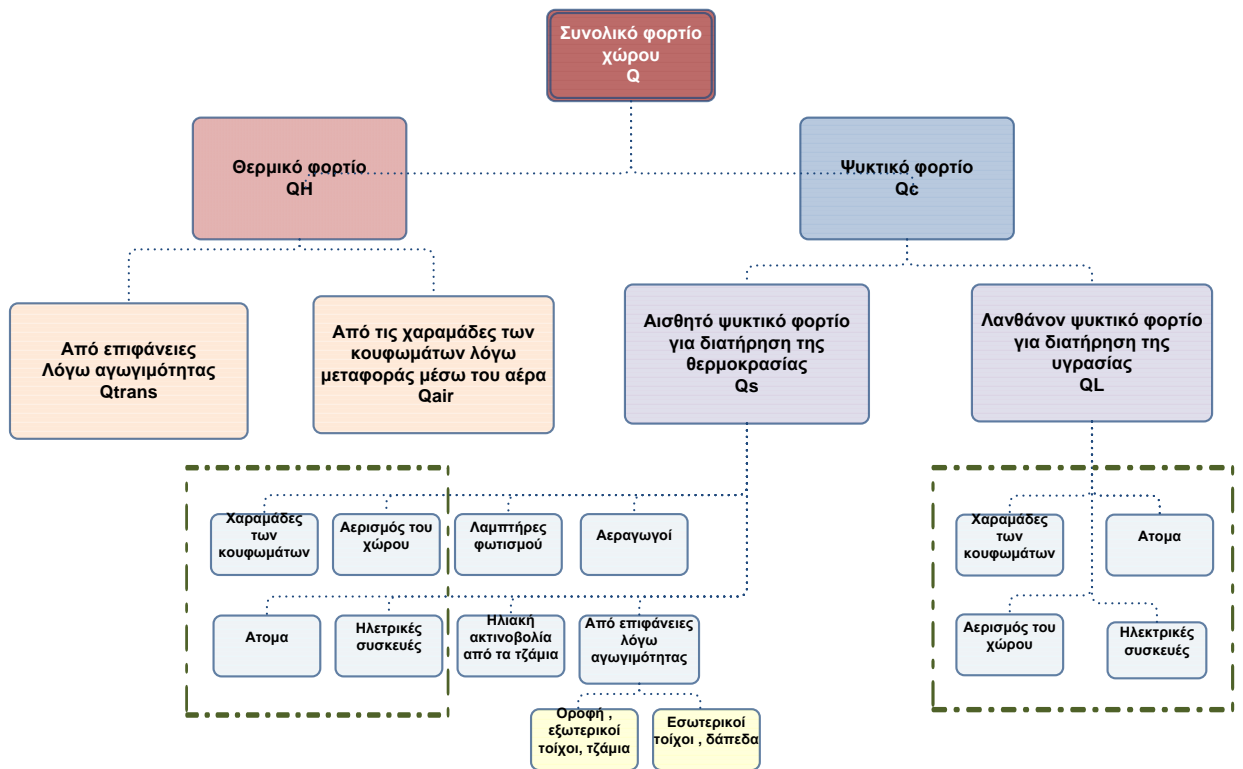 Συνολικό φορτίο
χώρου
Q
Θερμικό φορτίο
QH
Ψυκτικό φορτίο
Qc
Από επιφάνειες
Λόγω αγωγιμότητας
Qtrans
Από τις χαραμάδες των
κουφωμάτων λόγω
μεταφοράς μέσω του αέρα
Qair
Αισθητό ψυκτικό φορτίο
για διατήρηση της
θερμοκρασίας
Qs
Λανθάνον ψυκτικό φορτίο
για διατήρηση της
υγρασίας
QL
Χαραμάδες
των
κουφωμάτων
Αερισμός του
χώρου
Λαμπτήρες
φωτισμού
Αεραγωγοί
Ατομα
Ηλετρικές
συσκευές
Ηλιακή
ακτινοβολία
από τα τζάμια
Από επιφάνειες
λόγω
αγωγιμότητας
Οροφή ,
εξωτερικοί
τοίχοι, τζάμια
Εσωτερικοί
τοίχοι , δάπεδα
Χαραμάδες
των
κουφωμάτων
Ατομα
Αερισμός του
χώρου
Ηλεκτρικές
συσκευές